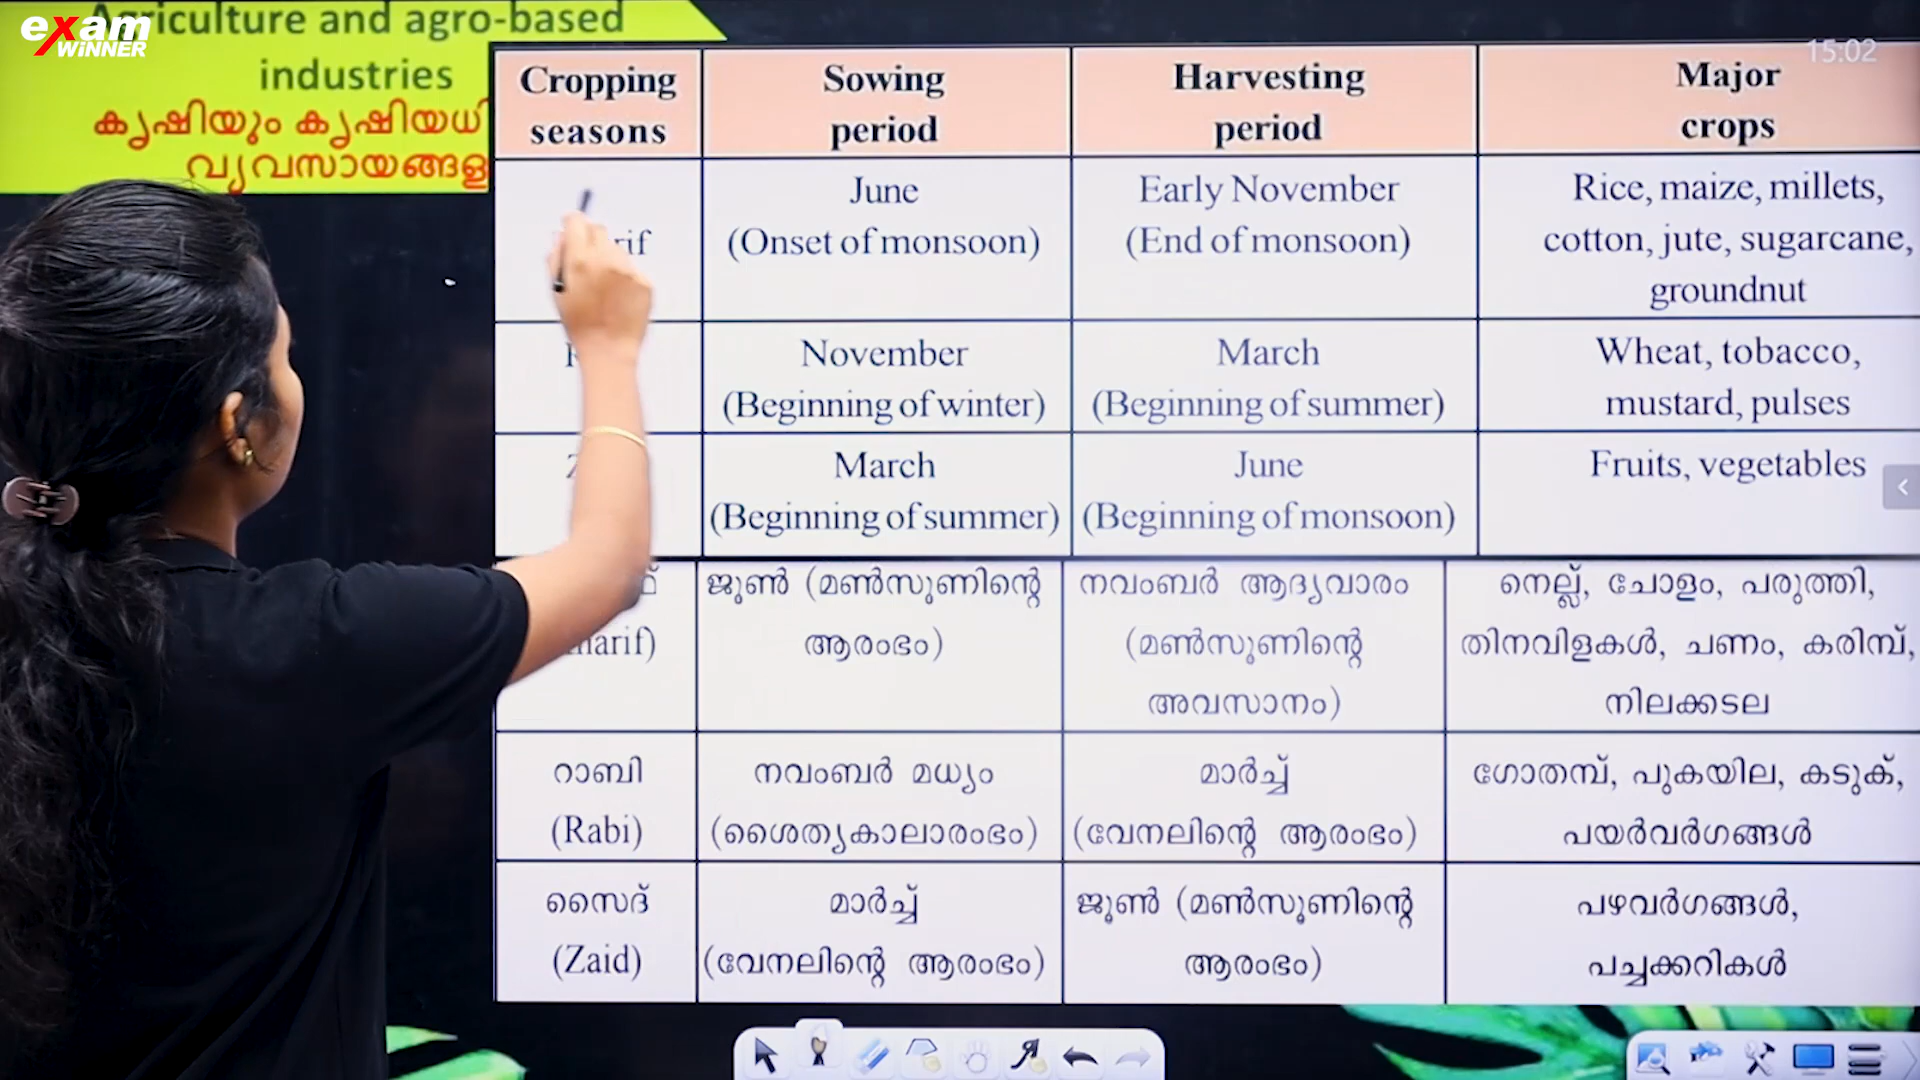 exam
WiNNER
Agriculture and agro-based
industries
കൃഷിയും കൃഷിയധി
വ്യവസായങ്ങള
15:02
Cropping seasons
Sowing period
Harvesting period
Major crops
June
(Onset of monsoon)
Early November
(End of monsoon)
Rice, maize, millets,
cotton, jute, sugarcane,
groundnut
November
(Beginning of winter)
March
(Beginning of summer)
Wheat, tobacco,
mustard, pulses
March
(Beginning of summer)
June
(Beginning of monsoon)
Fruits, vegetables
ജൂൺ (മൺസൂണിന്റെ
ആരംഭം)
നവംബർ ആദ്യവാരം
(മൺസൂണിന്റെ
അവസാനം)
നെല്ല്, ചോളം, പരുത്തി,
തിനവിളകൾ, ചണം, കരിമ്പ്,
നിലക്കടല
റാബി
(Rabi)
നവംബർ മധ്യം
(ശൈത്യകാലാരംഭം)
മാർച്ച്
(വേനലിന്റെ ആരംഭം)
ഗോതമ്പ്, പുകയില, കടുക്,
പയർവർഗങ്ങൾ
സൈദ്
(Zaid)
മാർച്ച്
(വേനലിന്റെ ആരംഭം)
ജൂൺ (മൺസൂണിന്റെ
ആരംഭം)
പഴവർഗങ്ങൾ,
പച്ചക്കറികൾ